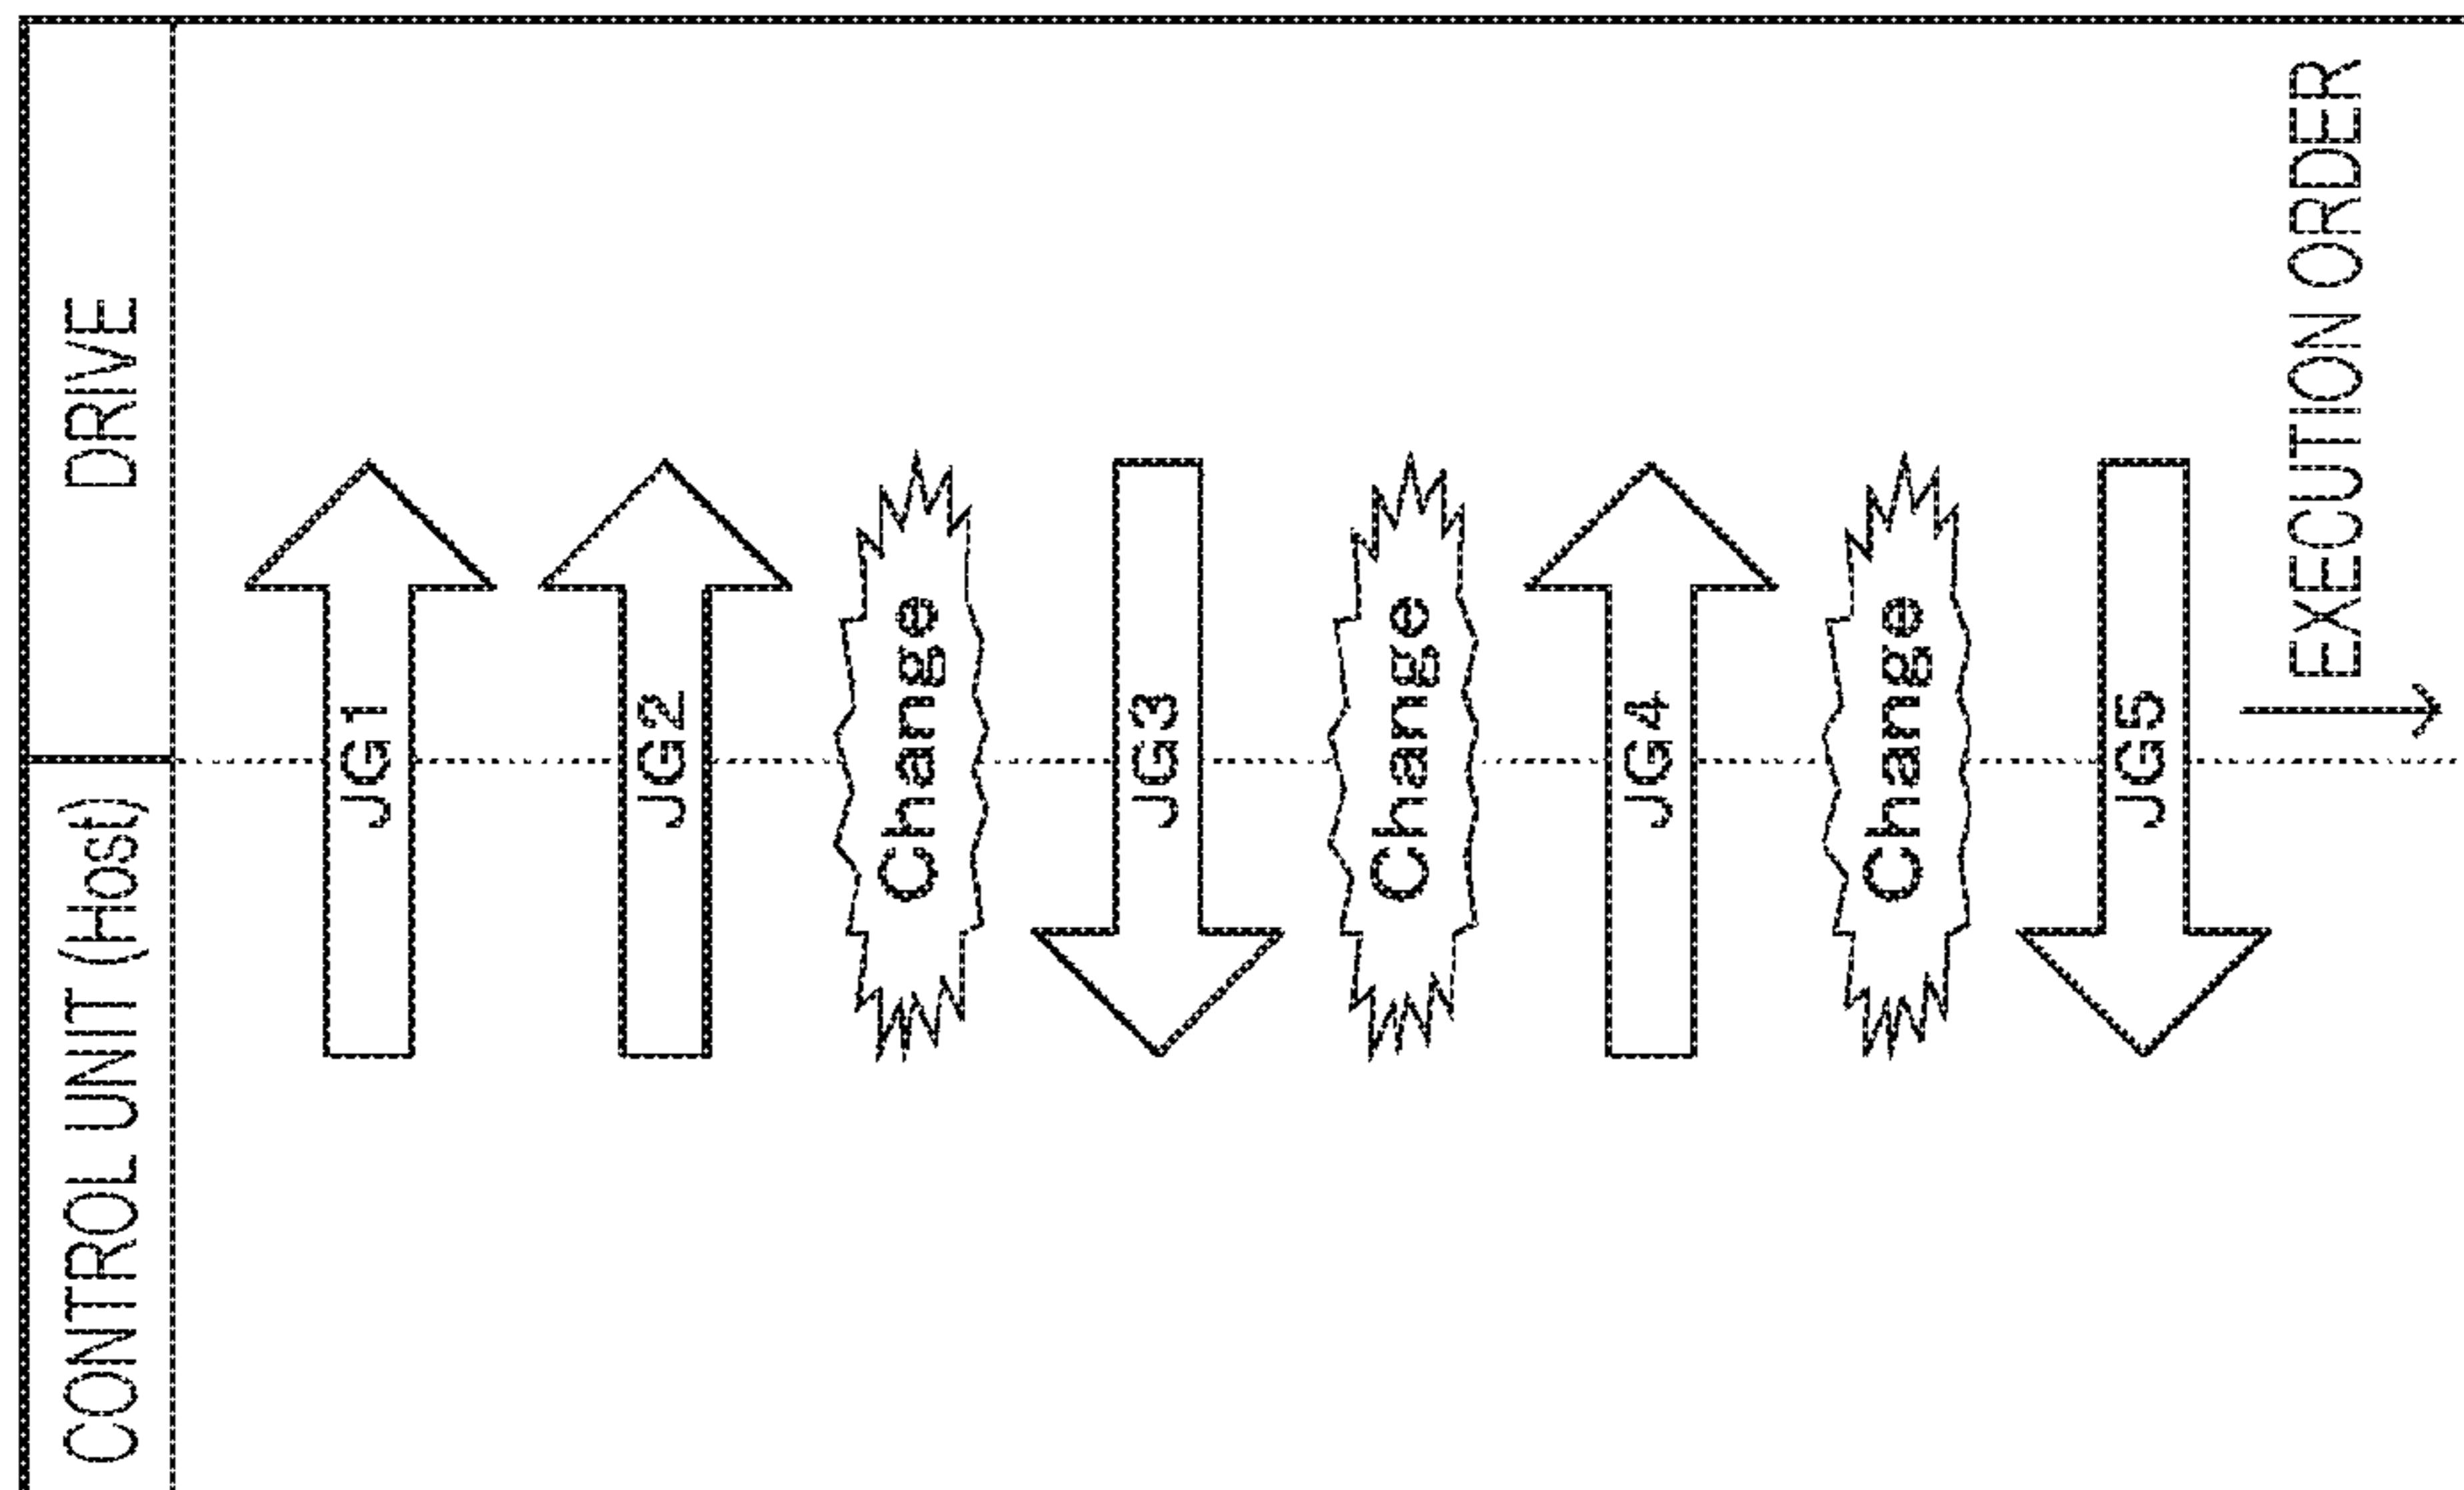 CONTROL UNIT (Host)
DRIVE
JG1
JG2
Change
JG3
Change
JG4
Change
JG5
EXECUTION ORDER